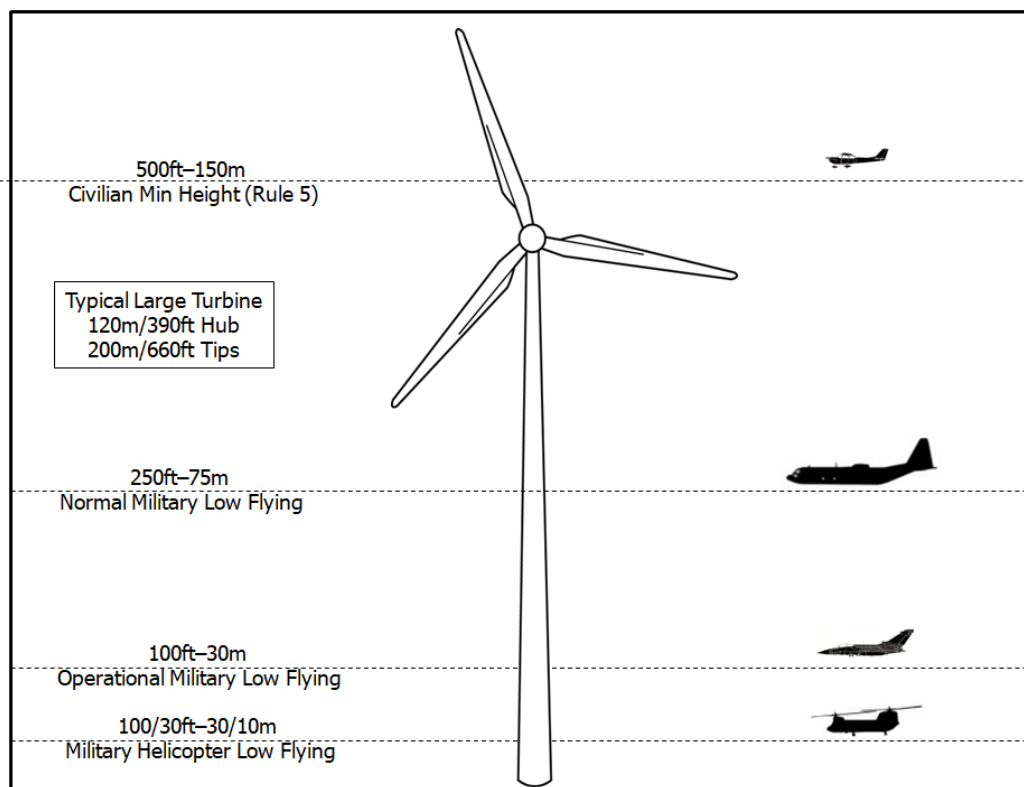 500ft–150m
Civilian Min Height (Rule 5)
Typical Large Turbine
120m/390ft Hub
200m/660ft Tips
250ft–75m
Normal Military Low Flying
100ft–30m
Operational Military Low Flying
100/30ft–30/10m
Military Helicopter Low Flying